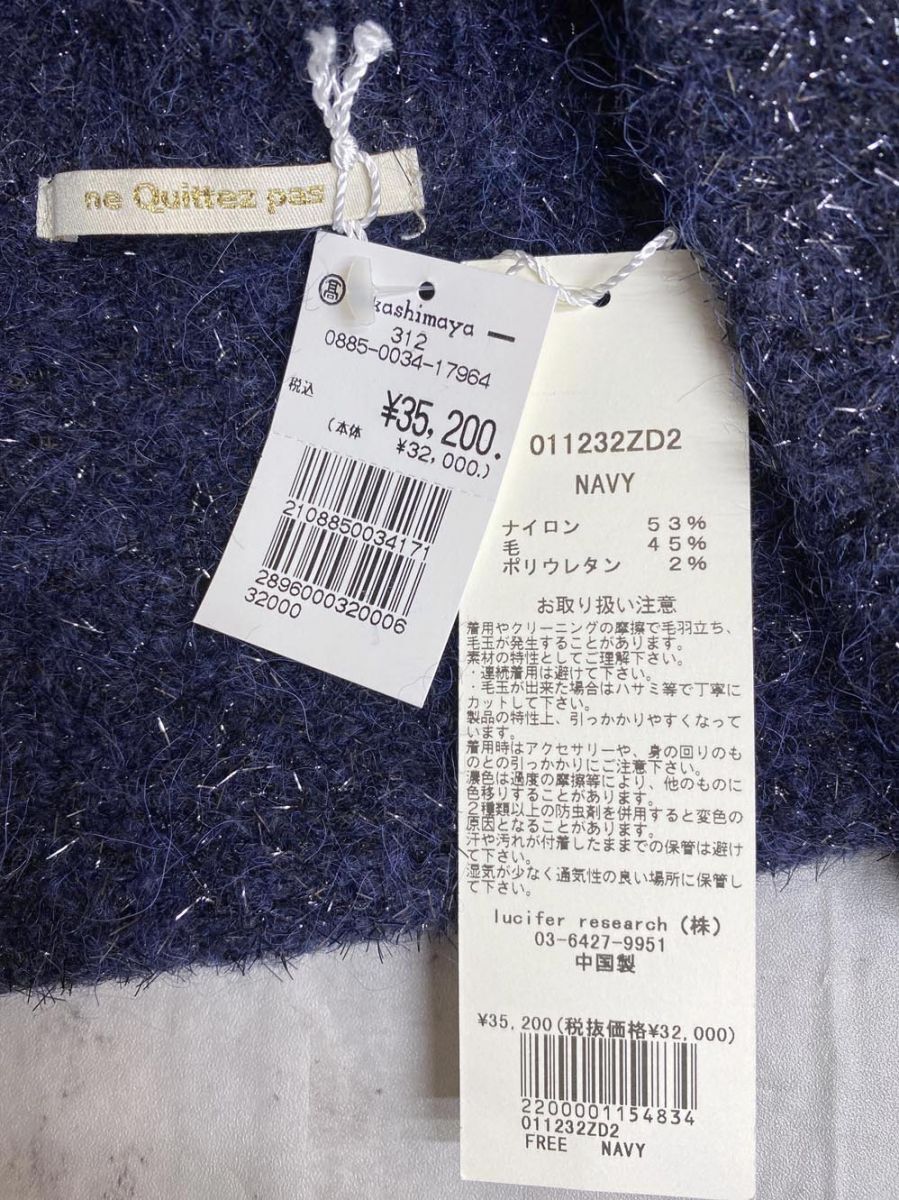 ne Quittez pas
髙
kashimaya
312
0885-0034-17964
税込
¥35,200.
(本体
¥32,000.)
2108850034171
2896000320006
32000
011232ZD2
NAVY
ナイロン 53%
毛 45%
ポリウレタン 2%
お取り扱い注意
着用やクリーニングの摩擦で毛羽立ち、
毛玉が発生することがあります。
素材の特性としてご理解下さい。
・連続着用は避けて下さい。
・毛玉が出来た場合はハサミ等で丁寧に
カットして下さい。
製品の特性上、引っかかりやすくなって
います。
着用時はアクセサリーや、身の回りのも
のとの引っかかりにご注意下さい。
濃色は過度の摩擦等により、他のものに
色移りすることがあります。
2種類以上の防虫剤を併用すると変色の
原因となることがあります。
汗や汚れが付着したままでの保管は避け
て下さい。
湿気が少なく通気性の良い場所に保管し
て下さい。
lucifer research (株)
03-6427-9951
中国製
¥35,200(税抜価格¥32,000)
2200001154834
011232ZD2
FREE NAVY